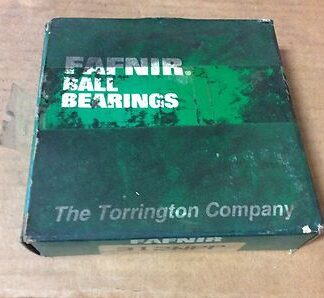 FAFNIR®
BALL
BEARINGS
The Torrington Company
FAFNIR